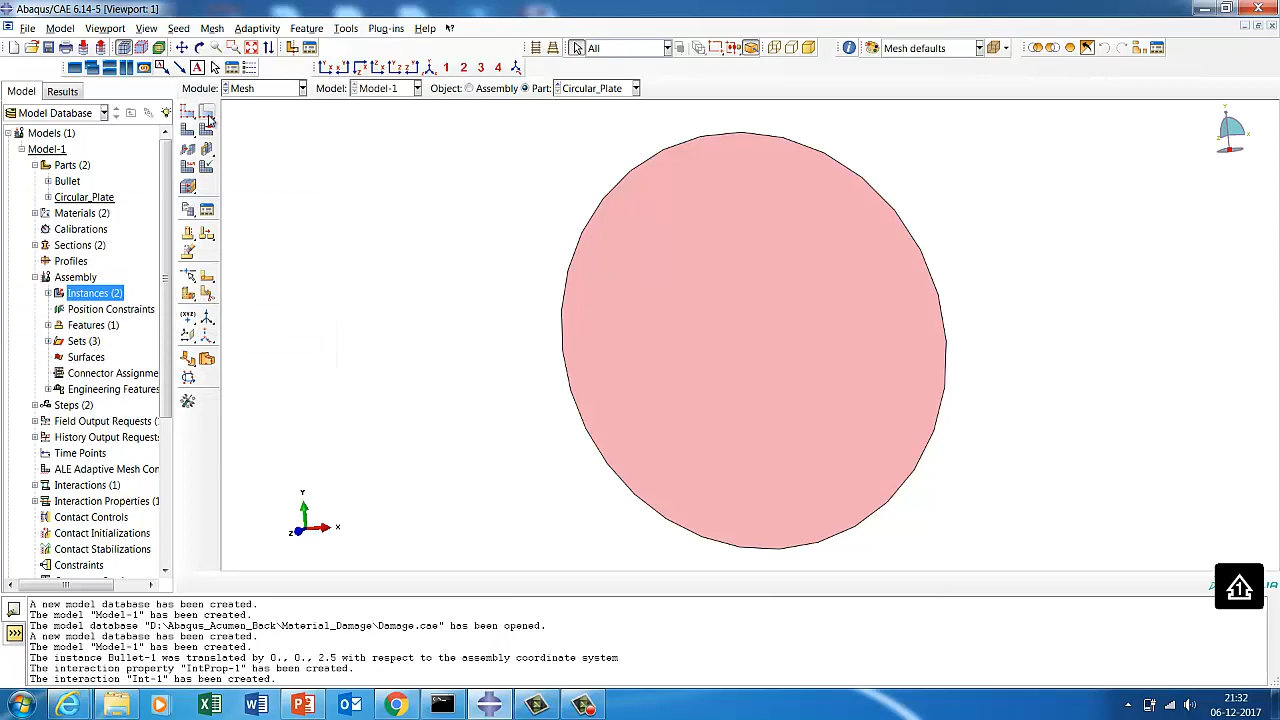 Abaqus/CAE 6.14-5 [Viewport: 1]
File Model Viewport View Seed Mesh Adaptivity Feature Tools Plug-ins Help
All
Mesh defaults
1 2 3 4
Model Results
Module: Mesh Model: Model-1 Object: Assembly Part: Circular_Plate
Model Database
Models (1)
Model-1
Parts (2)
Bullet
Circular_Plate
Materials (2)
Calibrations
Sections (2)
Profiles
Assembly
Instances (2)
Position Constraints
Features (1)
Sets (3)
Surfaces
Connector Assignme
Engineering Features
Steps (2)
Field Output Requests (
History Output Requests
Time Points
ALE Adaptive Mesh Con
Interactions (1)
Interaction Properties (1
Contact Controls
Contact Initializations
Contact Stabilizations
Constraints
Y
X
Z
A new model database has been created.
The model "Model-1" has been created.
The model database "D:\Abaqus_Acumen_Back\Material_Damage\Damage.cae" has been opened.
A new model database has been created.
The model "Model-1" has been created.
The instance Bullet-1 was translated by 0., 0., 2.5 with respect to the assembly coordinate system
The interaction property "IntProp-1" has been created.
The interaction "Int-1" has been created.
21:32
06-12-2017